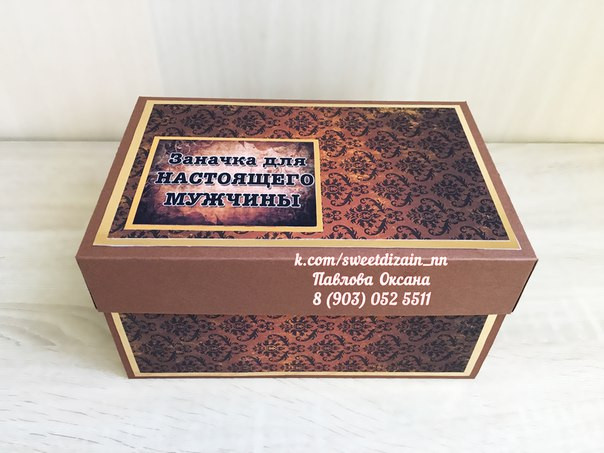 Заначка для
НАСТОЯЩЕГО
МУЖЧИНЫ
k.com/sweetdizain_nn
Павлова Оксана
8 (903) 052 5511